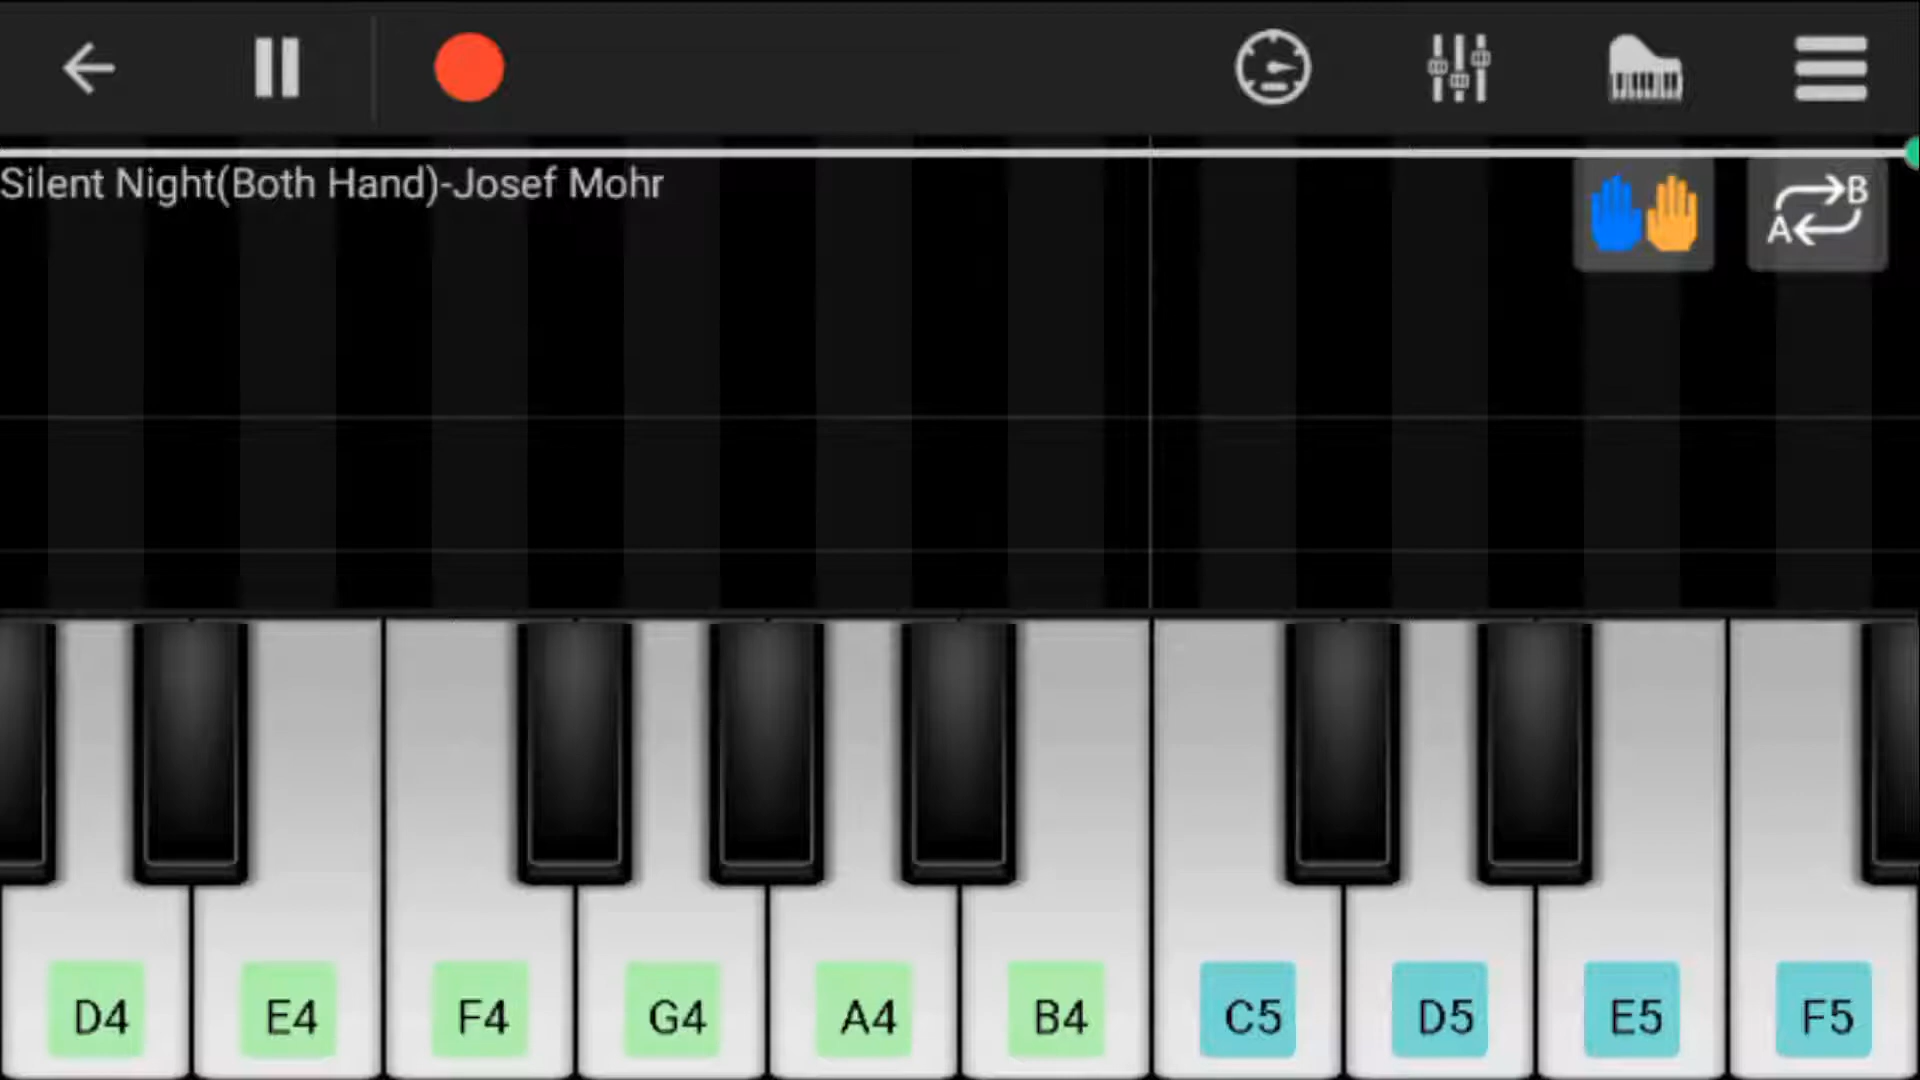 Silent Night(Both Hand)-Josef Mohr
B
A
D4 E4 F4 G4 A4 B4 C5 D5 E5 F5